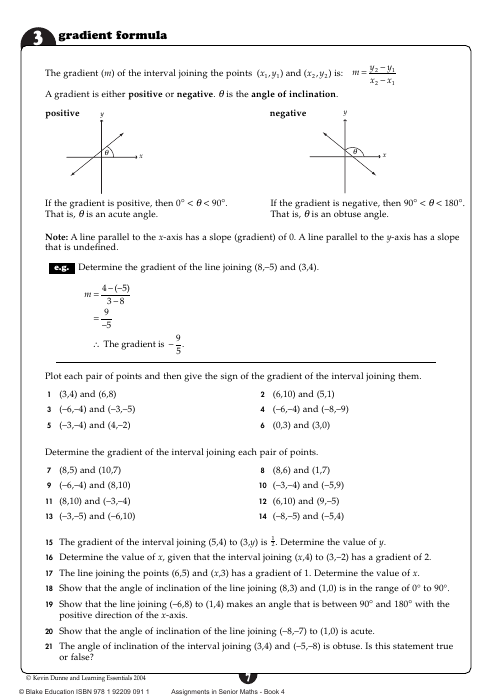 3 gradient formula
The gradient (m) of the interval joining the points (x₁,y₁) and (x₂,y₂) is: m = (y₂ − y₁)/(x₂ − x₁)
A gradient is either positive or negative. θ is the angle of inclination.
positive negative
y y
θ x θ x
If the gradient is positive, then 0° < θ < 90°. If the gradient is negative, then 90° < θ < 180°.
That is, θ is an acute angle. That is, θ is an obtuse angle.
Note: A line parallel to the x-axis has a slope (gradient) of 0. A line parallel to the y-axis has a slope
that is undefined.
e.g. Determine the gradient of the line joining (8,–5) and (3,4).
m = (4 – (–5))/(3 – 8)
= 9/–5
∴ The gradient is –9/5.
Plot each pair of points and then give the sign of the gradient of the interval joining them.
1 (3,4) and (6,8) 2 (6,10) and (5,1)
3 (–6,–4) and (–3,–5) 4 (–6,–4) and (–8,–9)
5 (–3,–4) and (4,–2) 6 (0,3) and (3,0)
Determine the gradient of the interval joining each pair of points.
7 (8,5) and (10,7) 8 (8,6) and (1,7)
9 (–6,–4) and (8,10) 10 (–3,–4) and (–5,9)
11 (8,10) and (–3,–4) 12 (6,10) and (9,–5)
13 (–3,–5) and (–6,10) 14 (–8,–5) and (–5,4)
15 The gradient of the interval joining (5,4) to (3,y) is . Determine the value of y.
16 Determine the value of x, given that the interval joining (x,4) to (3,–2) has a gradient of 2.
17 The line joining the points (6,5) and (x,3) has a gradient of 1. Determine the value of x.
18 Show that the angle of inclination of the line joining (8,3) and (1,0) is in the range of 0° to 90°.
19 Show that the line joining (–6,8) to (1,4) makes an angle that is between 90° and 180° with the
positive direction of the x-axis.
20 Show that the angle of inclination of the line joining (–8,–7) to (1,0) is acute.
21 The angle of inclination of the interval joining (3,4) and (–5,–8) is obtuse. Is this statement true
or false?
© Kevin Dunne and Learning Essentials 2004
© Blake Education ISBN 978 1 92209 091 1 Assignments in Senior Maths - Book 4